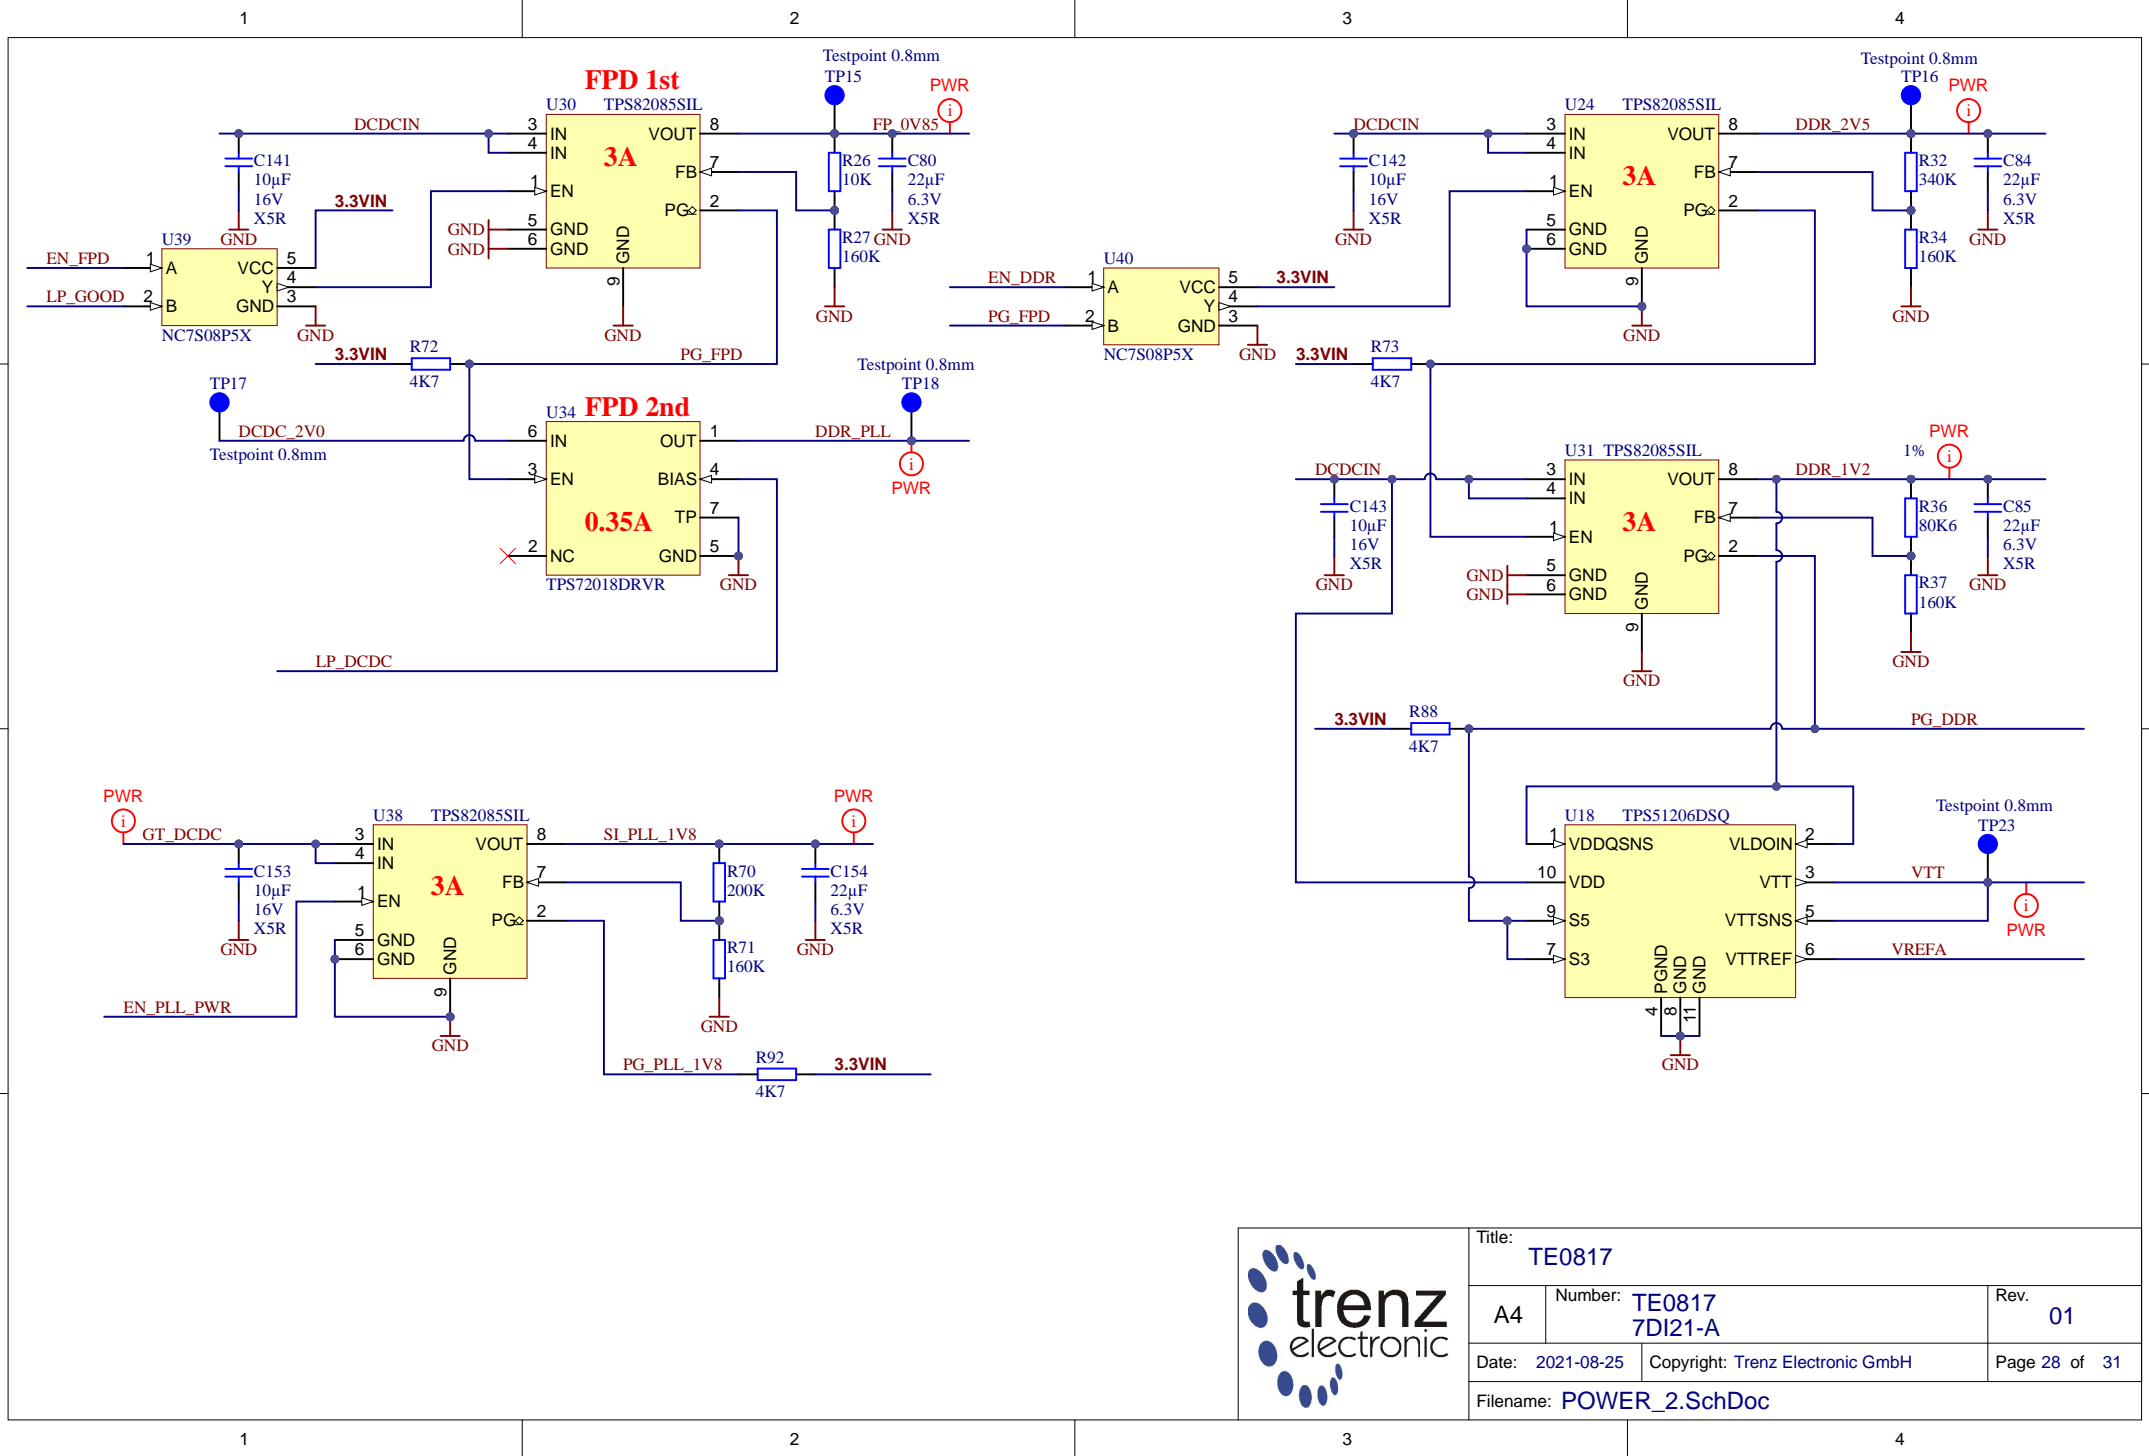 1
2
3
4
FPD 1st
U30 TPS82085SIL
3A
3 IN
4 IN
1 EN
5 GND
6 GND
GND
9
VOUT 8
FB 7
PG 2
DCDCIN
C141
10µF
16V
X5R
GND
3.3VIN
GND
GND
GND
Testpoint 0.8mm
TP15
PWR
i
FP_0V85
R26
10K
C80
22µF
6.3V
X5R
GND
R27
160K
GND
U39
EN_FPD
LP_GOOD
1 A
2 B
VCC 5
Y 4
GND 3
NC7S08P5X
GND
3.3VIN
R72
4K7
PG_FPD
TP17
DCDC_2V0
Testpoint 0.8mm
U34
FPD 2nd
6 IN
3 EN
2 NC
OUT 1
BIAS 4
TP 7
GND 5
0.35A
TPS72018DRVR
GND
DDR_PLL
Testpoint 0.8mm
TP18
i
PWR
LP_DCDC
PWR
i
GT_DCDC
C153
10µF
16V
X5R
GND
EN_PLL_PWR
U38 TPS82085SIL
3A
3 IN
4 IN
1 EN
5 GND
6 GND
GND
9
VOUT 8
FB 7
PG 2
GND
SI_PLL_1V8
PWR
i
R70
200K
C154
22µF
6.3V
X5R
GND
R71
160K
GND
PG_PLL_1V8
R92
4K7
3.3VIN
U24 TPS82085SIL
3A
3 IN
4 IN
1 EN
5 GND
6 GND
GND
9
VOUT 8
FB 7
PG 2
GND
DCDCIN
C142
10µF
16V
X5R
GND
Testpoint 0.8mm
TP16
PWR
i
DDR_2V5
R32
340K
C84
22µF
6.3V
X5R
GND
R34
160K
GND
U40
EN_DDR
PG_FPD
1 A
2 B
VCC 5
Y 4
GND 3
NC7S08P5X
3.3VIN
GND
3.3VIN
R73
4K7
U31 TPS82085SIL
3A
3 IN
4 IN
1 EN
5 GND
6 GND
GND
9
VOUT 8
FB 7
PG 2
DCDCIN
C143
10µF
16V
X5R
GND
GND
GND
GND
DDR_1V2
1%
PWR
i
R36
80K6
C85
22µF
6.3V
X5R
GND
R37
160K
GND
3.3VIN
R88
4K7
PG_DDR
U18 TPS51206DSQ
1 VDDQSNS
10 VDD
9 S5
7 S3
VLDOIN 2
VTT 3
VTTSNS 5
VTTREF 6
PGND
GND
GND
4
8
11
GND
Testpoint 0.8mm
TP23
VTT
i
PWR
VREFA
trenz
electronic
Title:
TE0817
A4
Number: TE0817
7DI21-A
Rev.
01
Date: 2021-08-25
Copyright: Trenz Electronic GmbH
Page 28 of 31
Filename: POWER_2.SchDoc
1
2
3
4